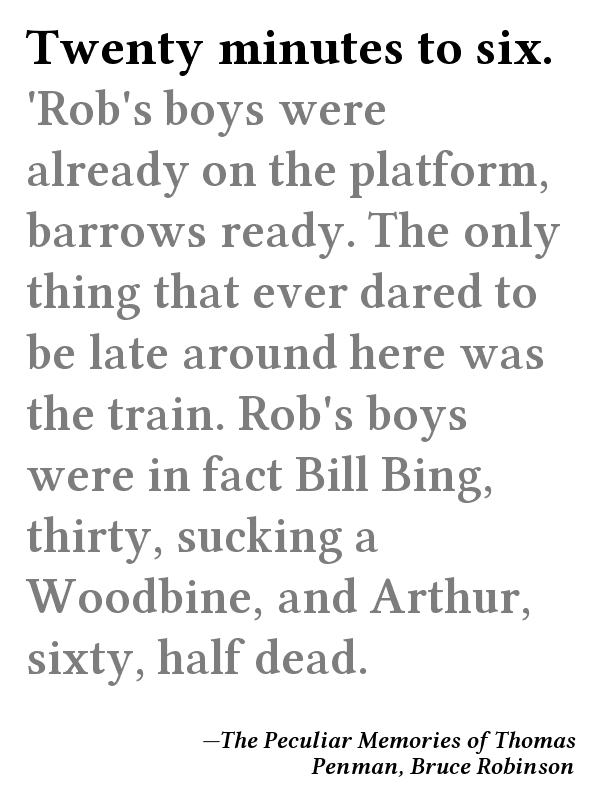 Twenty minutes to six.
'Rob's boys were
already on the platform,
barrows ready. The only
thing that ever dared to
be late around here was
the train. Rob's boys
were in fact Bill Bing,
thirty, sucking a
Woodbine, and Arthur,
sixty, half dead.
—The Peculiar Memories of Thomas
Penman, Bruce Robinson